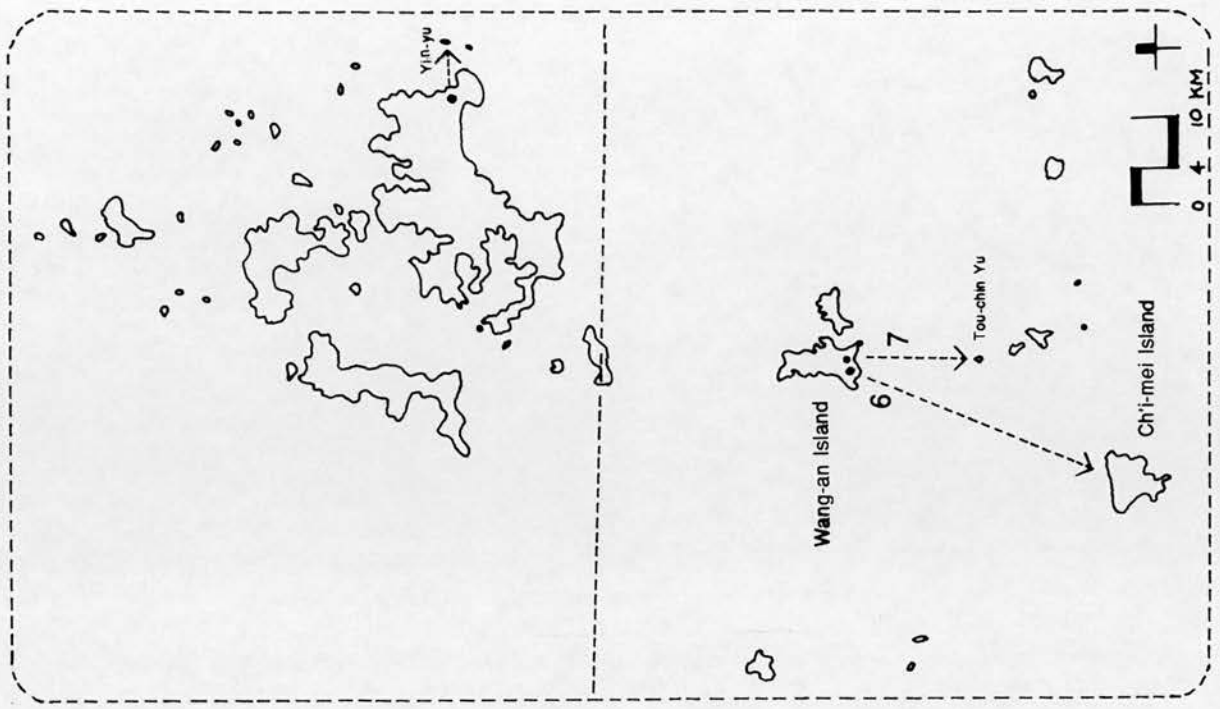 Yin-yu
Wang-an Island
6
7
Tou-chin Yu
Ch'i-mei Island
0 4 10 KM